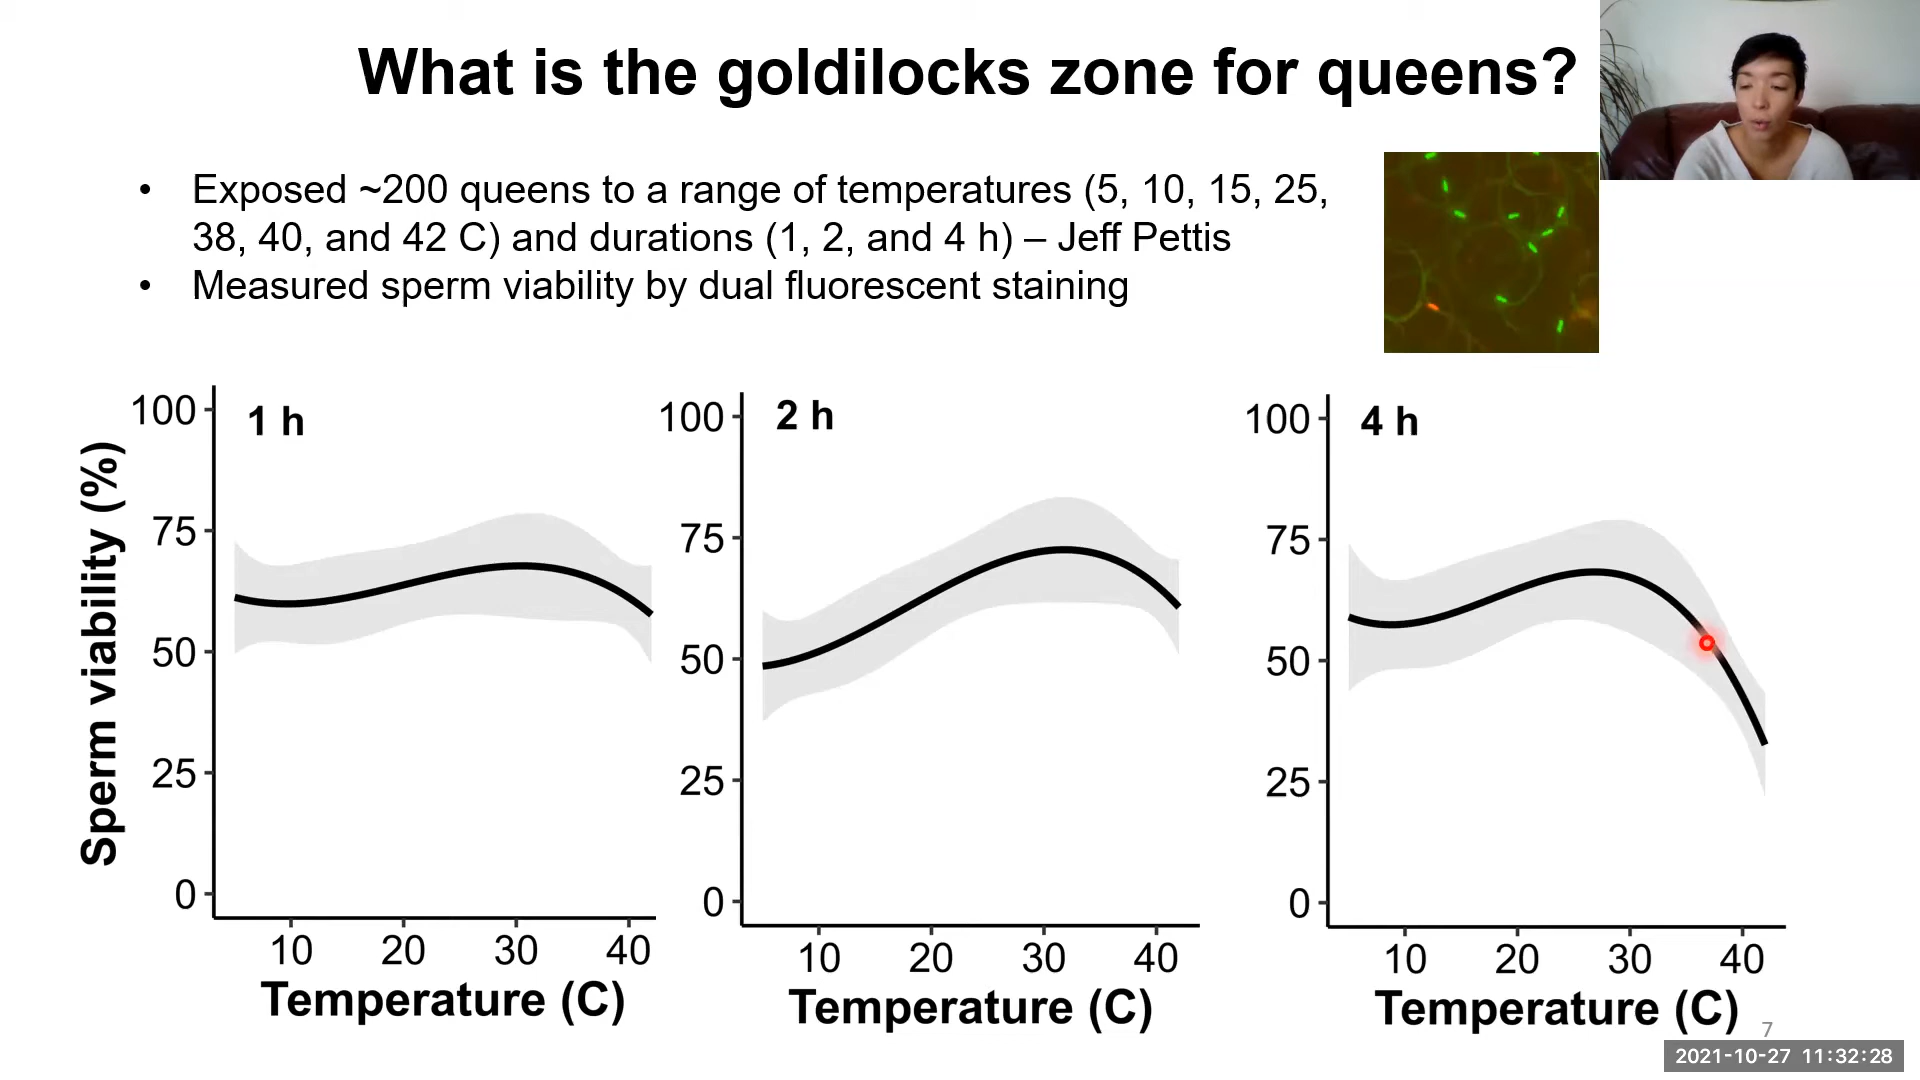 What is the goldilocks zone for queens?
• Exposed ~200 queens to a range of temperatures (5, 10, 15, 25,
38, 40, and 42 C) and durations (1, 2, and 4 h) – Jeff Pettis
• Measured sperm viability by dual fluorescent staining
Sperm viability (%)
1 h
100
75
50
25
0
10 20 30 40
Temperature (C)
2 h
100
75
50
25
0
10 20 30 40
Temperature (C)
4 h
100
75
50
25
0
10 20 30 40
Temperature (C)
7
2021-10-27 11:32:28